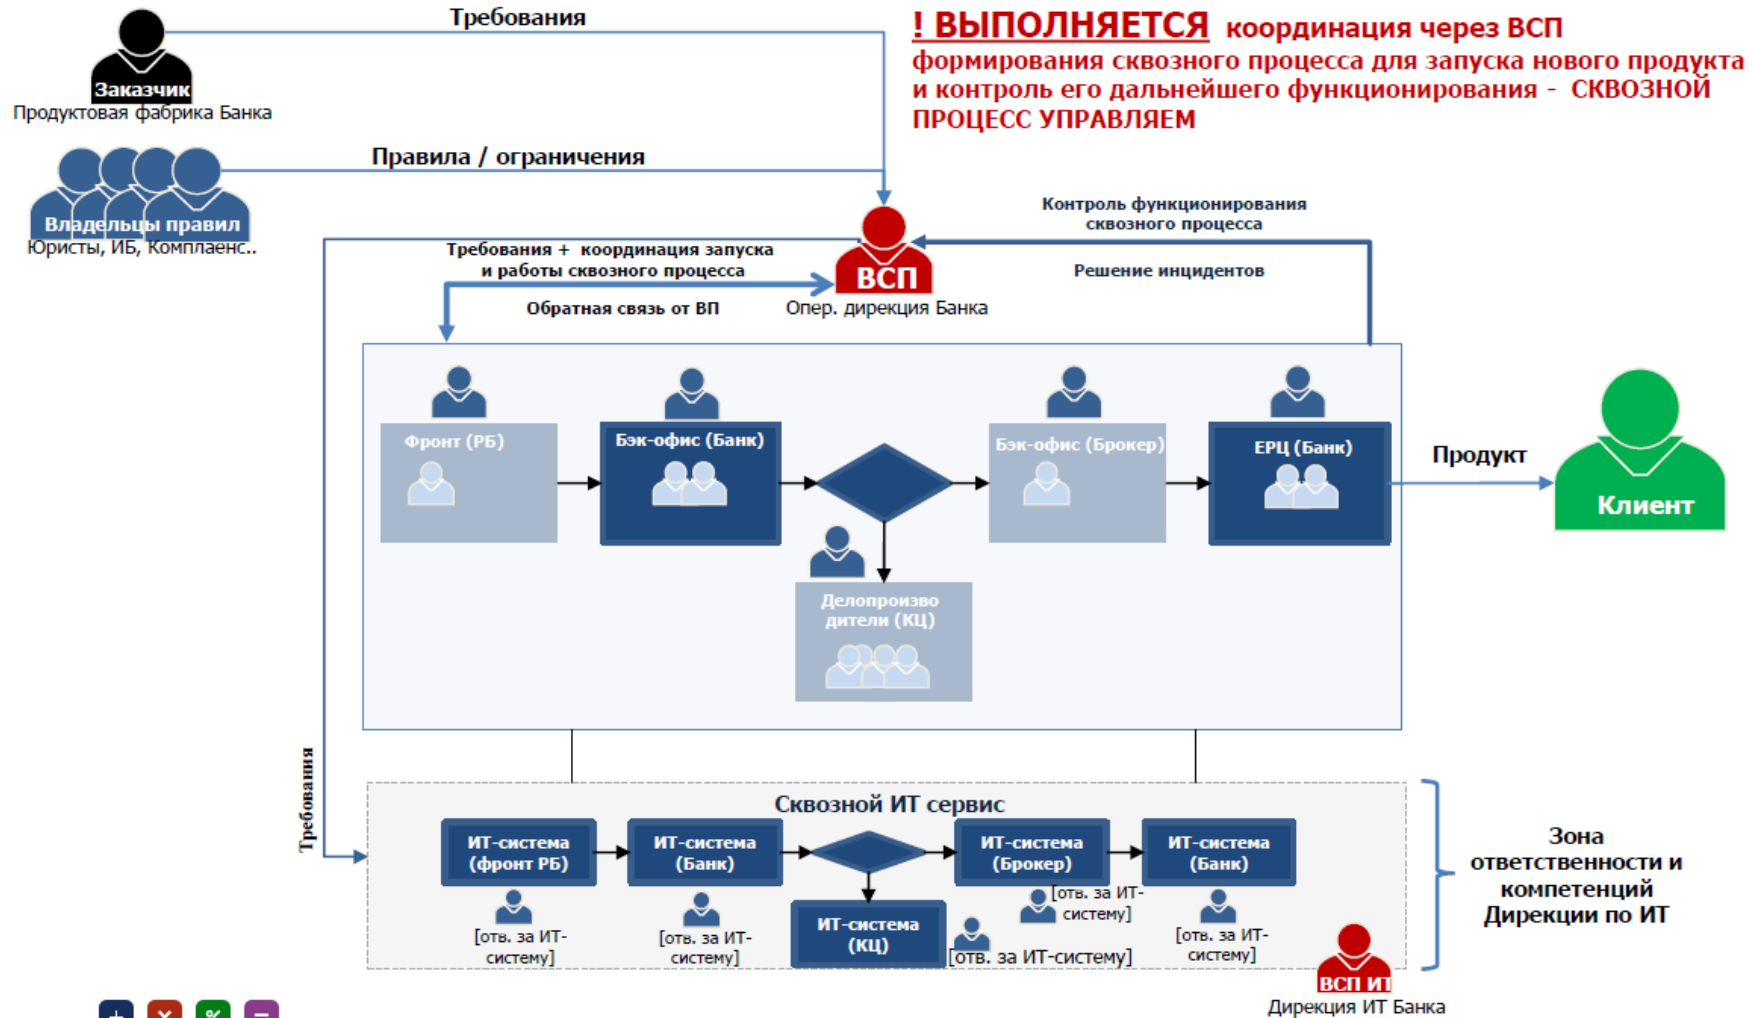 Требования
! ВЫПОЛНЯЕТСЯ координация через ВСП
формирования сквозного процесса для запуска нового продукта
и контроль его дальнейшего функционирования - СКВОЗНОЙ
ПРОЦЕСС УПРАВЛЯЕМ
Заказчик
Продуктовая фабрика Банка
Правила / ограничения
Владельцы правил
Юристы, ИБ, Комплаенс..
Контроль функционирования
сквозного процесса
Решение инцидентов
Требования + координация запуска
и работы сквозного процесса
Обратная связь от ВП
ВСП
Опер. дирекция Банка
Фронт (РБ)
Бэк-офис (Банк)
Бэк-офис (Брокер)
ЕРЦ (Банк)
Продукт
Клиент
Делопроизво
дители (КЦ)
Требования
Сквозной ИТ сервис
ИТ-система
(фронт РБ)
ИТ-система
(Банк)
ИТ-система
(Брокер)
ИТ-система
(Банк)
[отв. за ИТ-
систему]
[отв. за ИТ-
систему]
ИТ-система
(КЦ)
[отв. за ИТ-систему]
[отв. за ИТ-
систему]
[отв. за ИТ-
систему]
Зона
ответственности и
компетенций
Дирекции по ИТ
ВСП ИТ
Дирекция ИТ Банка
+ × % =